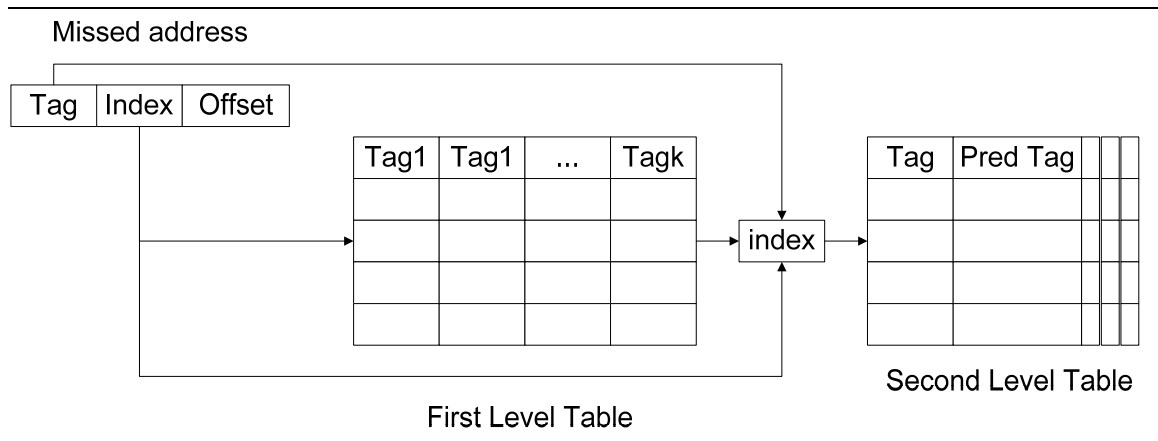 Missed address
Tag Index Offset
Tag1 Tag1 ... Tagk
Tag Pred Tag
index
Second Level Table
First Level Table